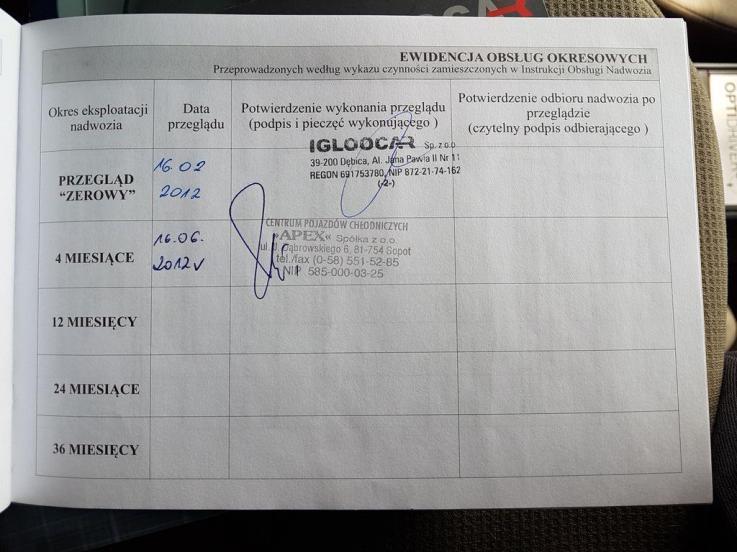 EWIDENCJA OBSŁUG OKRESOWYCH
Przeprowadzonych według wykazu czynności zamieszczonych w Instrukcji Obsługi Nadwozia
Okres eksploatacji
nadwozia
Data
przeglądu
Potwierdzenie wykonania przeglądu
(podpis i pieczęć wykonującego )
Potwierdzenie odbioru nadwozia po
przeglądzie
(czytelny podpis odbierającego )
PRZEGLĄD
“ZEROWY”
16.02
2012
IGLOOCAR Sp. z o.o.
39-200 Dębica, Al. Jana Pawła II Nr 11
REGON 691753780, NIP 872-21-74-162
(-2-)
4 MIESIĄCE
16.06.
2012
CENTRUM POJAZDÓW CHŁODNICZYCH
»APEX« Spółka z o.o.
ul. J. Dąbrowskiego 6, 81-754 Sopot
tel./fax (0-58) 551-52-85
NIP 585-000-03-25
12 MIESIĘCY
24 MIESIĄCE
36 MIESIĘCY